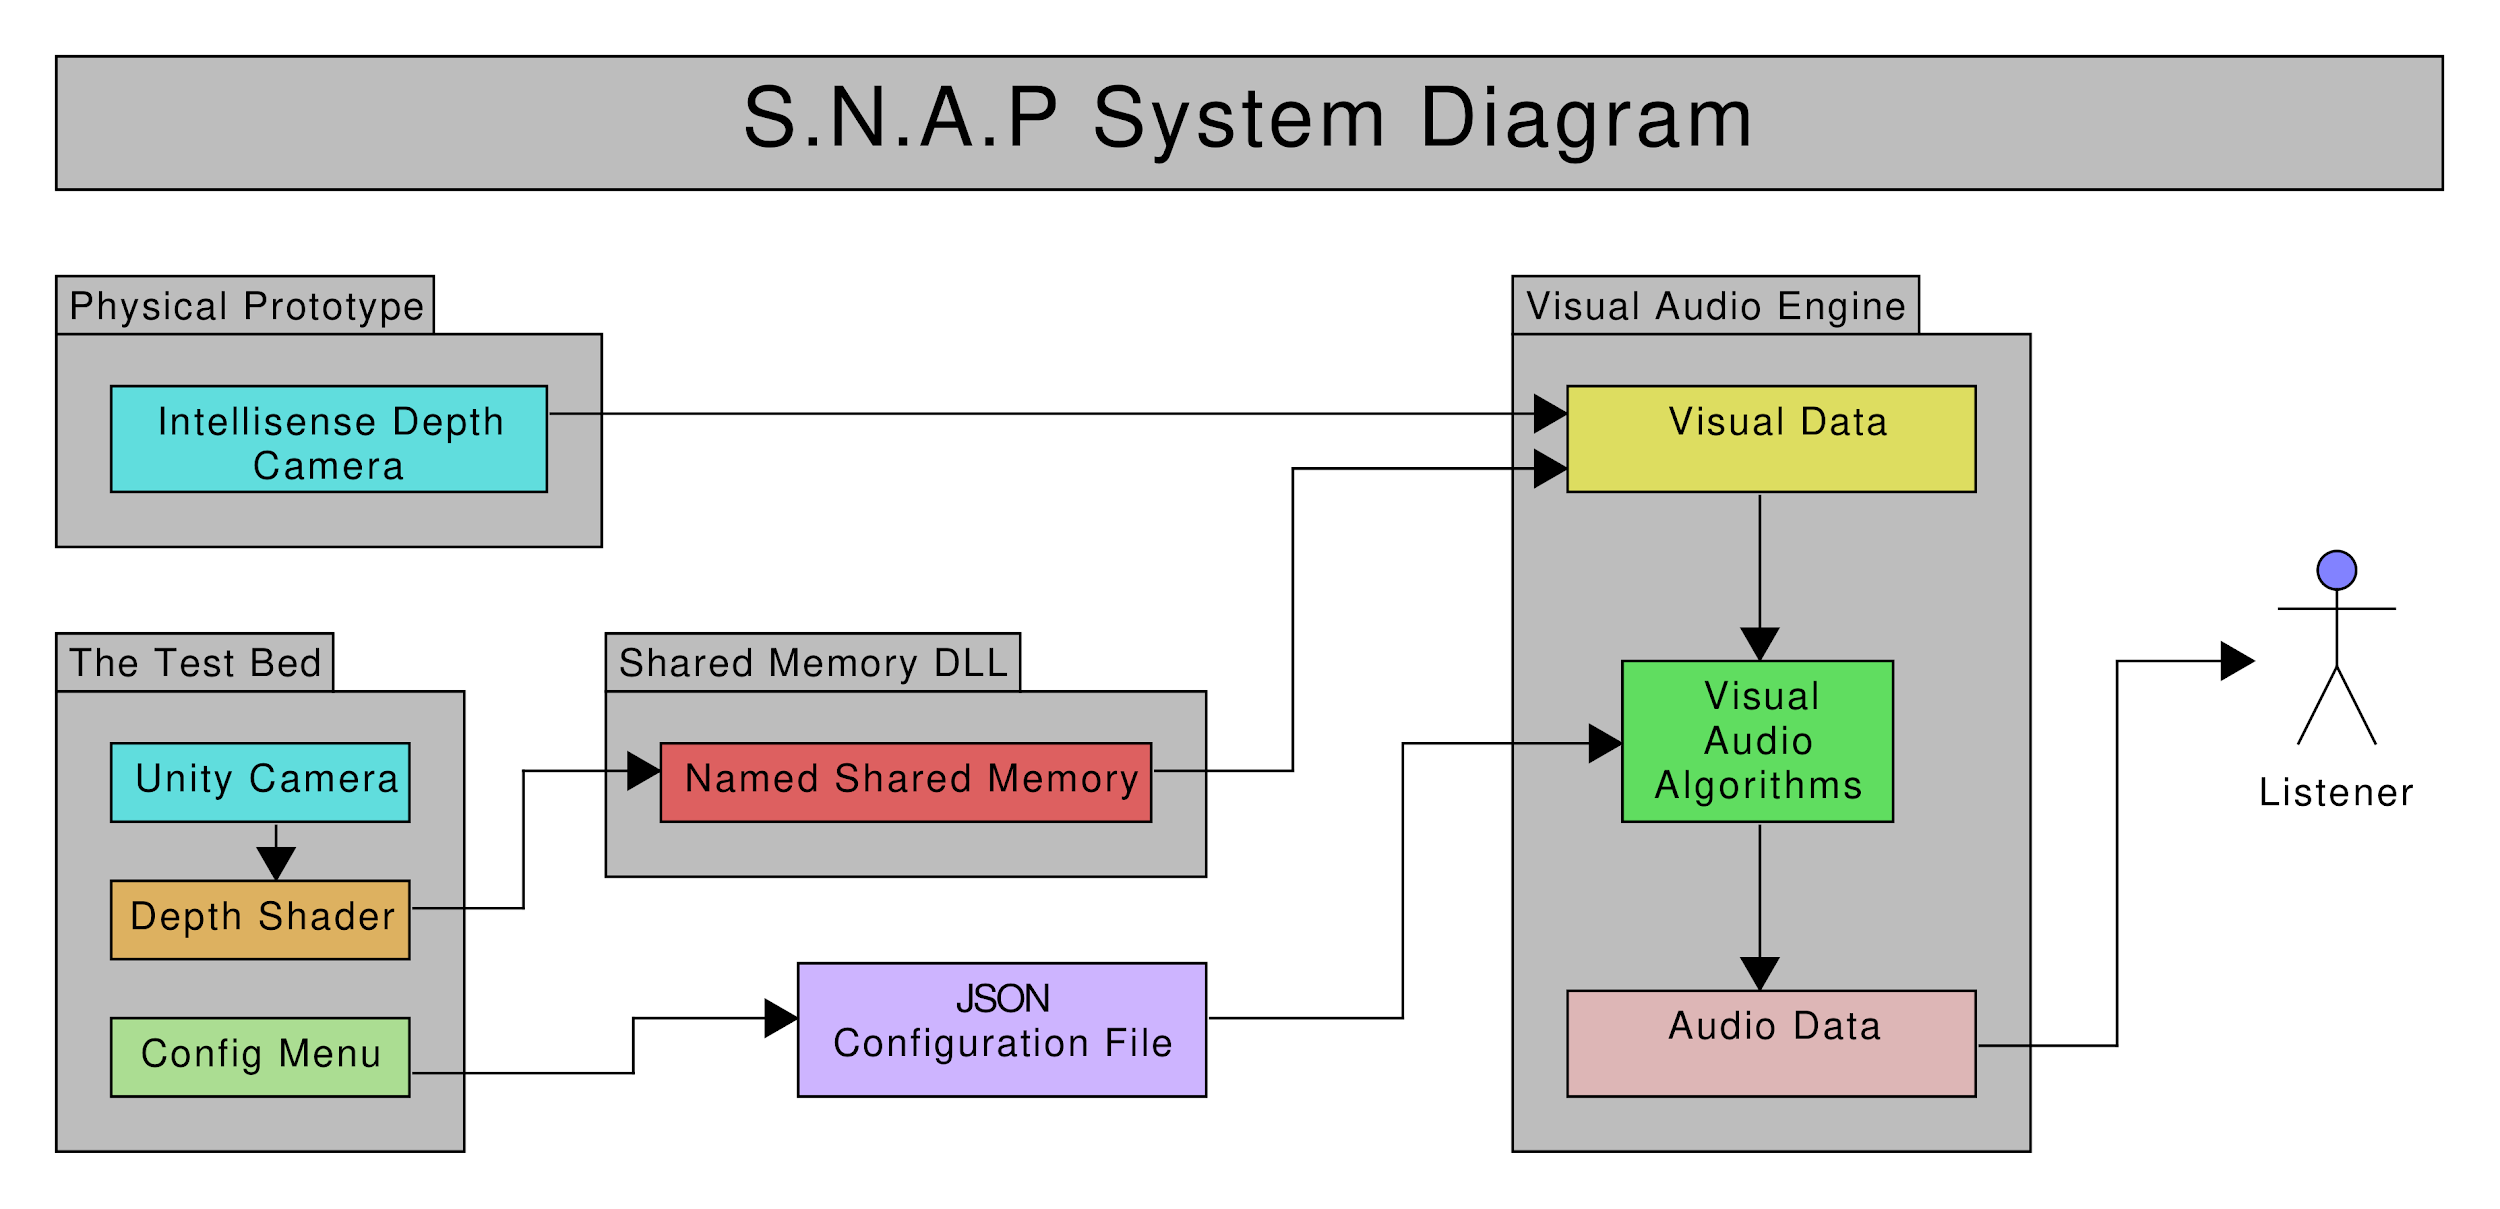 S.N.A.P System Diagram
Physical Prototype
Intellisense Depth
Camera
Visual Audio Engine
Visual Data
The Test Bed
Unity Camera
Depth Shader
Config Menu
Shared Memory DLL
Named Shared Memory
JSON
Configuration File
Visual
Audio
Algorithms
Audio Data
Listener